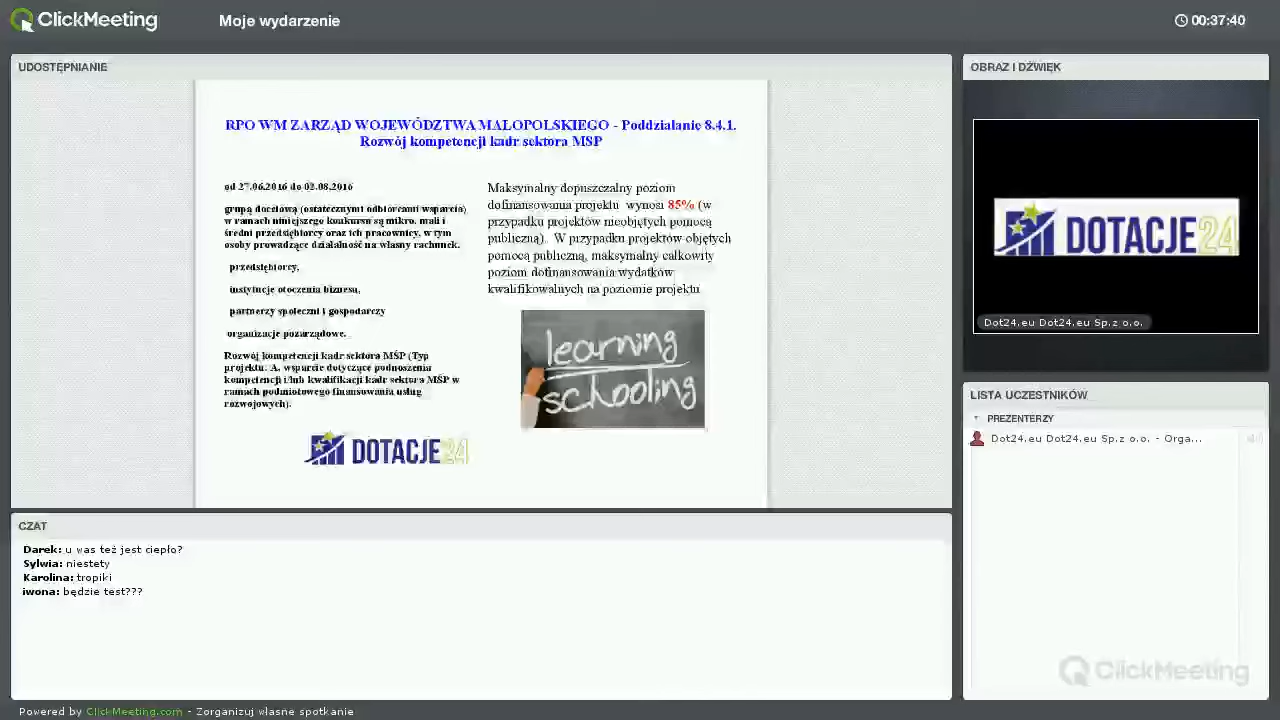 ClickMeeting
Moje wydarzenie
00:37:40
UDOSTĘPNIANIE
RPO WM ZARZĄD WOJEWÓDZTWA MAŁOPOLSKIEGO - Poddziałanie 8.4.1.
Rozwój kompetencji kadr sektora MŚP
od 27.06.2016 do 02.08.2016
grupą docelową (ostatecznymi odbiorcami wsparcia)
w ramach niniejszego konkursu są mikro, mali i
średni przedsiębiorcy oraz ich pracownicy, w tym
osoby prowadzące działalność na własny rachunek.
przedsiębiorcy,
instytucje otoczenia biznesu,
partnerzy społeczni i gospodarczy
organizacje pozarządowe.
Rozwój kompetencji kadr sektora MŚP (Typ
projektu: A. wsparcie dotyczące podnoszenia
kompetencji i/lub kwalifikacji kadr sektora MŚP w
ramach podmiotowego finansowania usług
rozwojowych).
DOTACJE24
Maksymalny dopuszczalny poziom
dofinansowania projektu wynosi 85% (w
przypadku projektów nieobjętych pomocą
publiczną). W przypadku projektów objętych
pomocą publiczną, maksymalny całkowity
poziom dofinansowania wydatków
kwalifikowalnych na poziomie projektu
learning
schooling
OBRAZ I DŹWIĘK
DOTACJE24
Dot24.eu Dot24.eu Sp.z o.o.
LISTA UCZESTNIKÓW
PREZENTERZY
Dot24.eu Dot24.eu Sp.z o.o. - Orga...
CZAT
Darek: u was też jest ciepło?
Sylwia: niestety
Karolina: tropiki
iwona: będzie test???
ClickMeeting
Powered by ClickMeeting.com - Zorganizuj własne spotkanie